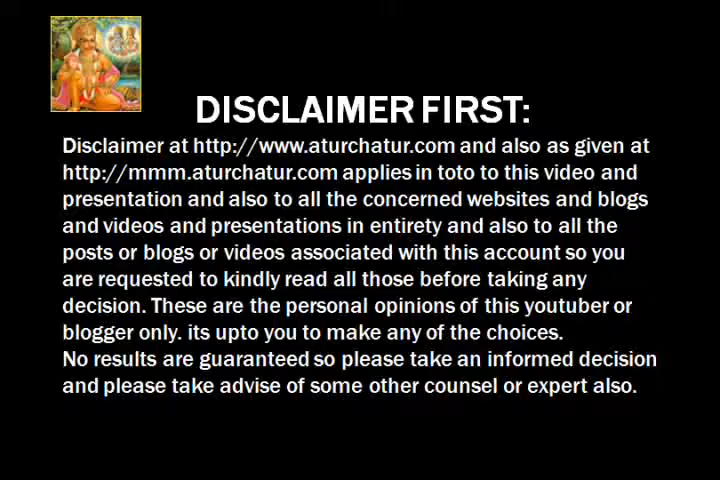 DISCLAIMER FIRST:
Disclaimer at http://www.aturchatur.com and also as given at
http://mmm.aturchatur.com applies in toto to this video and
presentation and also to all the concerned websites and blogs
and videos and presentations in entirety and also to all the
posts or blogs or videos associated with this account so you
are requested to kindly read all those before taking any
decision. These are the personal opinions of this youtuber or
blogger only. its upto you to make any of the choices.
No results are guaranteed so please take an informed decision
and please take advise of some other counsel or expert also.